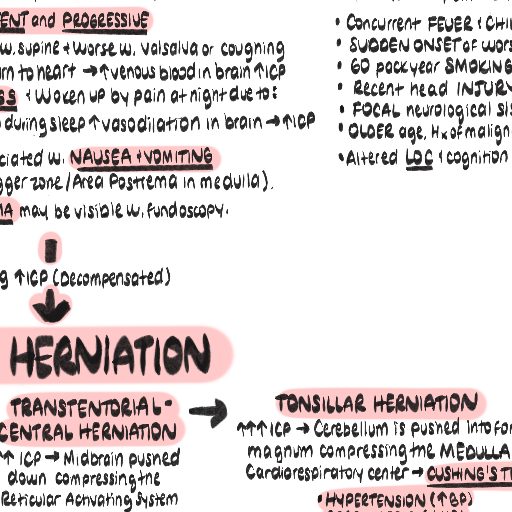 ENT and PROGRESSIVE
w. supine + worse w. valsalva or coughing
rn to heart → ↑ venous blood in brain ↑ICP
+ Woken up by pain at night due to:
during sleep ↑ vasodilation in brain → ↑ICP
ciated w. NAUSEA + VOMITING
gger zone / Area Postrema in medulla).
MA may be visible w. fundoscopy.
• Concurrent FEVER + CHIL
• SUDDEN ONSET of wors
• 60 pack year SMOKING
• Recent head INJURY
• FOCAL neurological SIG
• OLDER age, Hx of malign
• Altered LOC + cognition
g ↑ICP (Decompensated)
HERNIATION
TRANSTENTORIAL-
CENTRAL HERNIATION
↑ ICP → Midbrain pushed
down compressing the
Reticular Activating System
TONSILLAR HERNIATION
↑↑↑ICP → Cerebellum is pushed into for
magnum compressing the MEDULLA
Cardiorespiratory center → CUSHING'S T
• HYPERTENSION (↑BP)